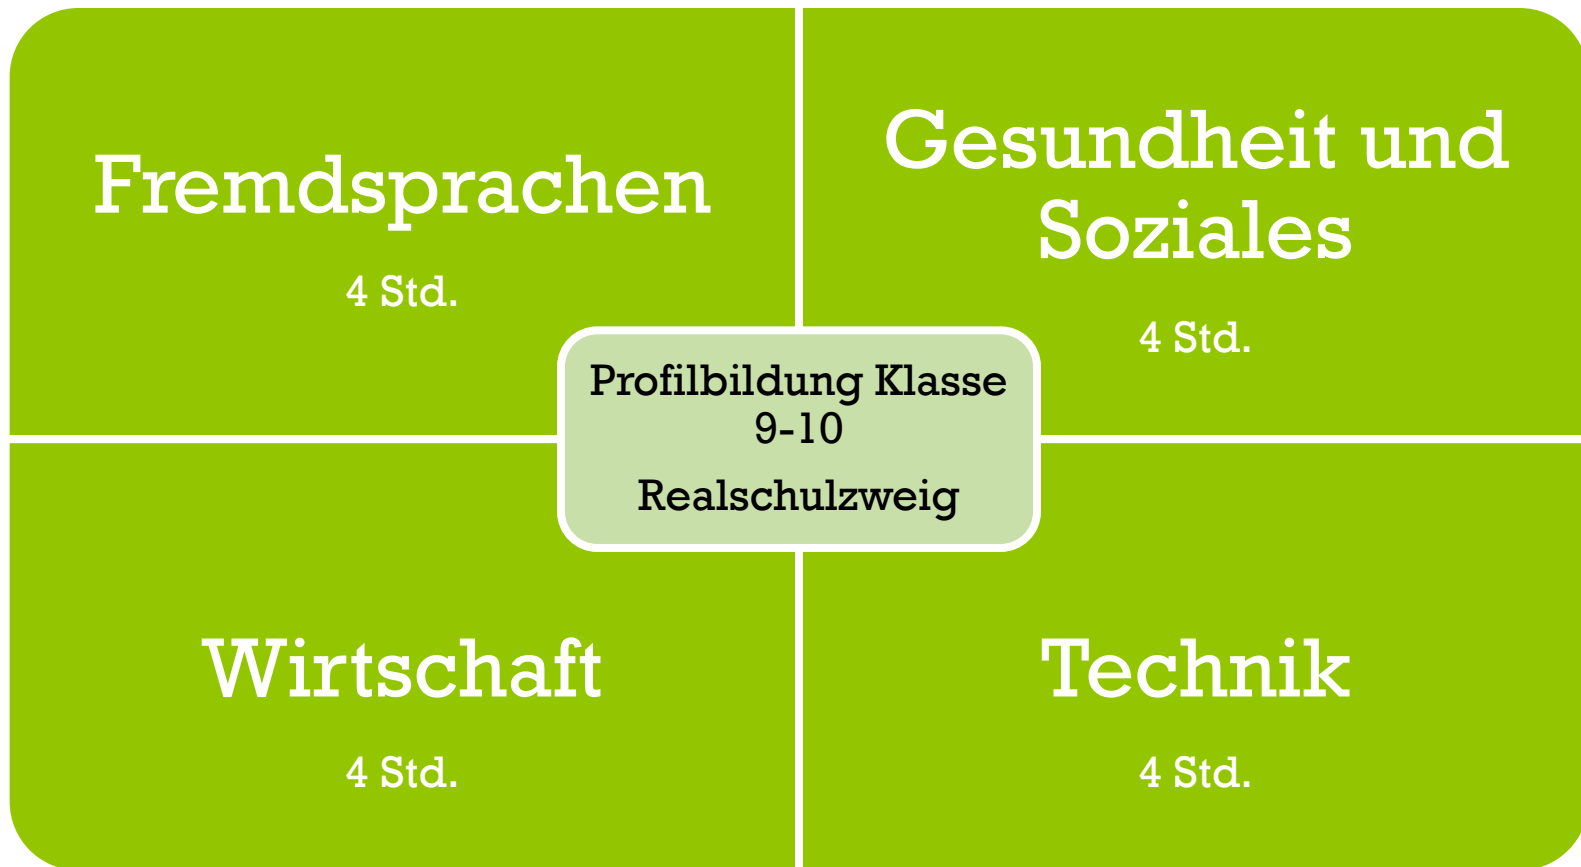 Fremdsprachen
4 Std.
Gesundheit und
Soziales
4 Std.
Profilbildung Klasse
9-10
Realschulzweig
Wirtschaft
4 Std.
Technik
4 Std.